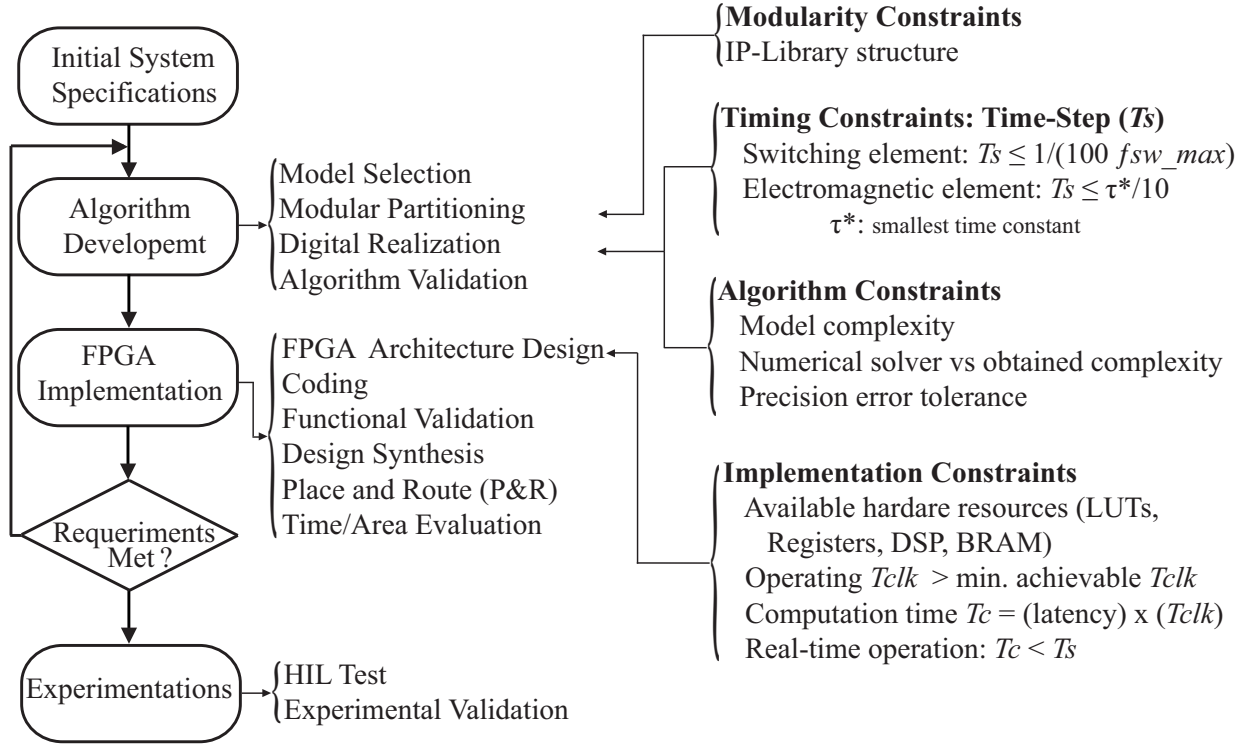 Initial System
Specifications
Algorithm
Developemt
FPGA
Implementation
Requeriments
Met ?
Experimentations
Model Selection
Modular Partitioning
Digital Realization
Algorithm Validation
FPGA Architecture Design
Coding
Functional Validation
Design Synthesis
Place and Route (P&R)
Time/Area Evaluation
HIL Test
Experimental Validation
Modularity Constraints
IP-Library structure
Timing Constraints: Time-Step (Ts)
Switching element: Ts ≤ 1/(100 fsw_max)
Electromagnetic element: Ts ≤ τ*/10
τ*: smallest time constant
Algorithm Constraints
Model complexity
Numerical solver vs obtained complexity
Precision error tolerance
Implementation Constraints
Available hardare resources (LUTs,
Registers, DSP, BRAM)
Operating Tclk > min. achievable Tclk
Computation time Tc = (latency) x (Tclk)
Real-time operation: Tc < Ts